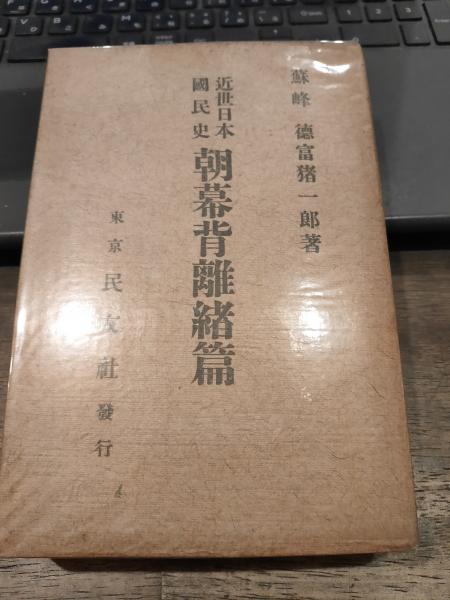 蘇峰 德富猪一郎著
近世日本
國民史
朝幕背離緒篇
東京 民友社 發行